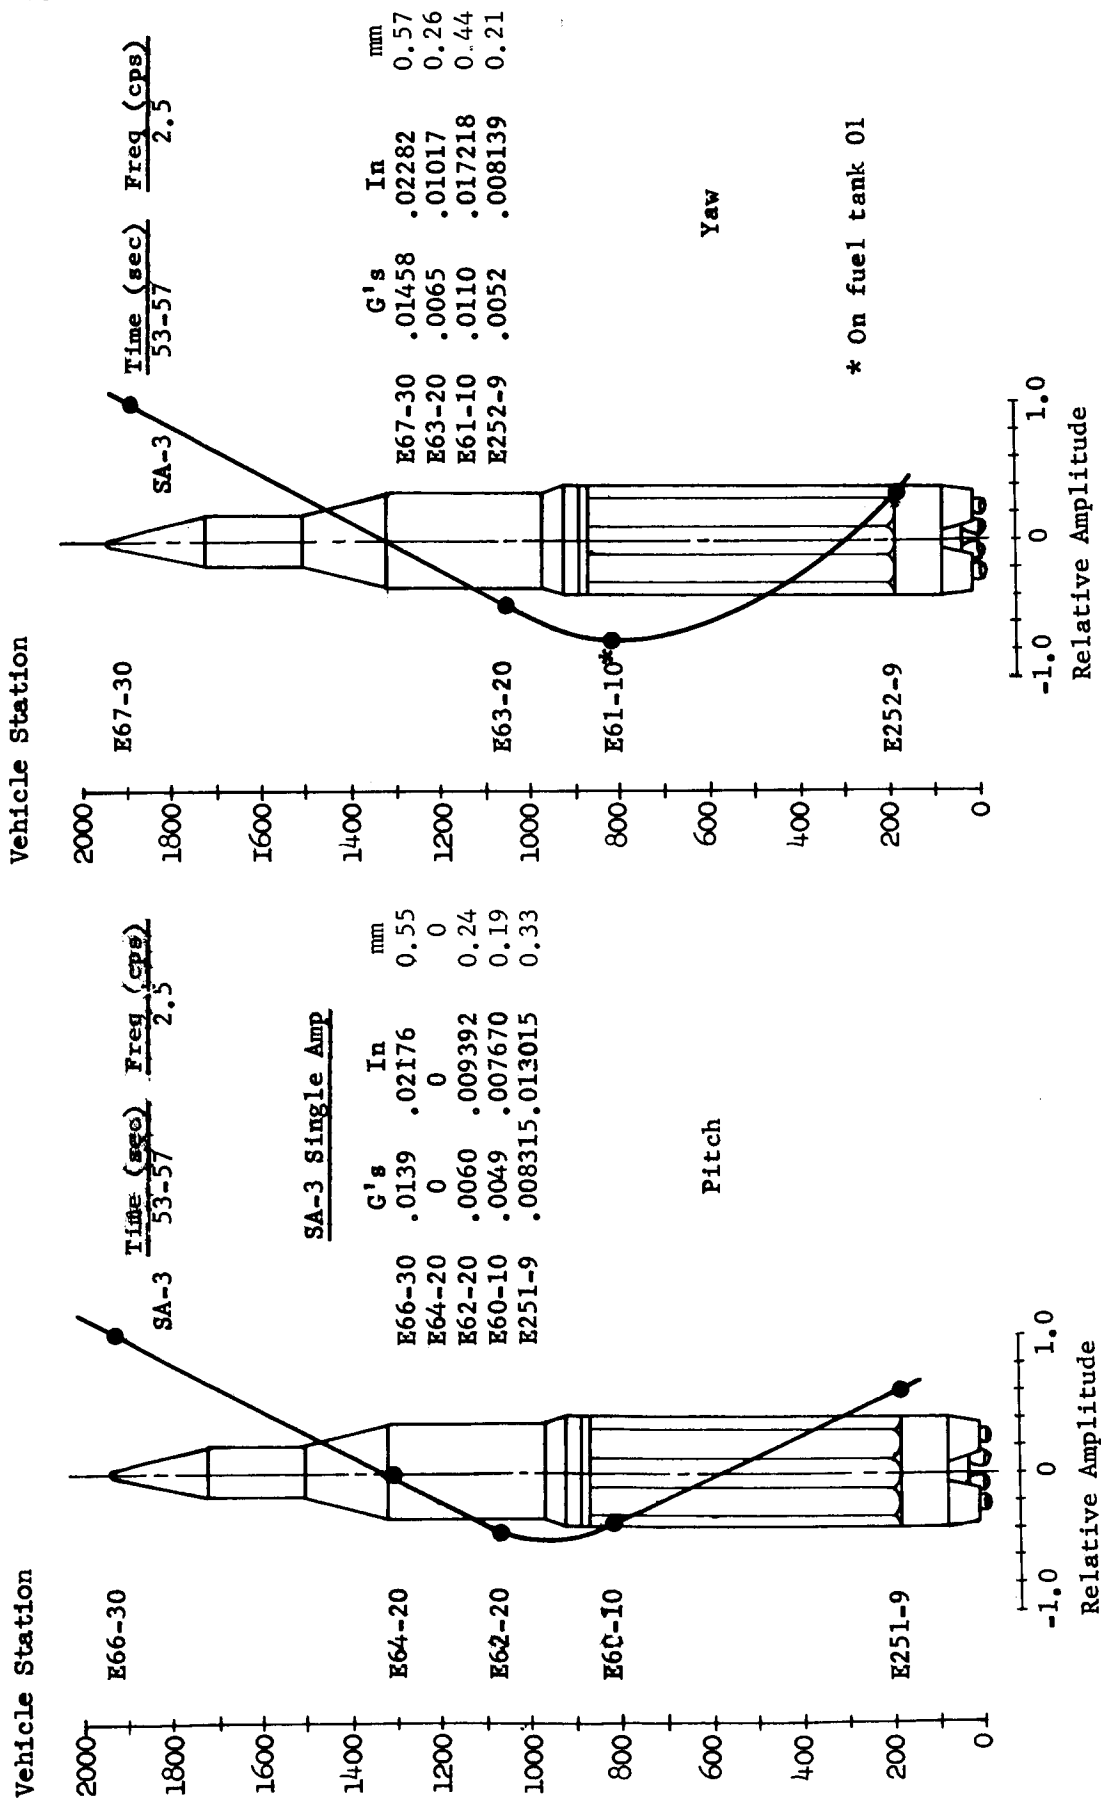 Vehicle Station
2000
1800
1600
1400
1200
1000
800
600
400
200
0
E66-30
E64-20
E62-20
E60-10
E251-9
-1.0 0 1.0
Relative Amplitude
Time (sec) Freq (cps)
SA-3 53-57 2.5
SA-3 Single Amp
G's In mm
E66-30 .0139 .02176 0.55
E64-20 0 0 0
E62-20 .0060 .009392 0.24
E60-10 .0049 .007670 0.19
E251-9 .008315 .013015 0.33
Pitch
Vehicle Station
2000
1800
1600
1400
1200
1000
800
600
400
200
0
E67-30
E63-20
E61-10*
E252-9
-1.0 0 1.0
Relative Amplitude
Time (sec) Freq (cps)
SA-3 53-57 2.5
G's In mm
E67-30 .01458 .02282 0.57
E63-20 .0065 .01017 0.26
E61-10 .0110 .017218 0.44
E252-9 .0052 .008139 0.21
Yaw
* On fuel tank 01